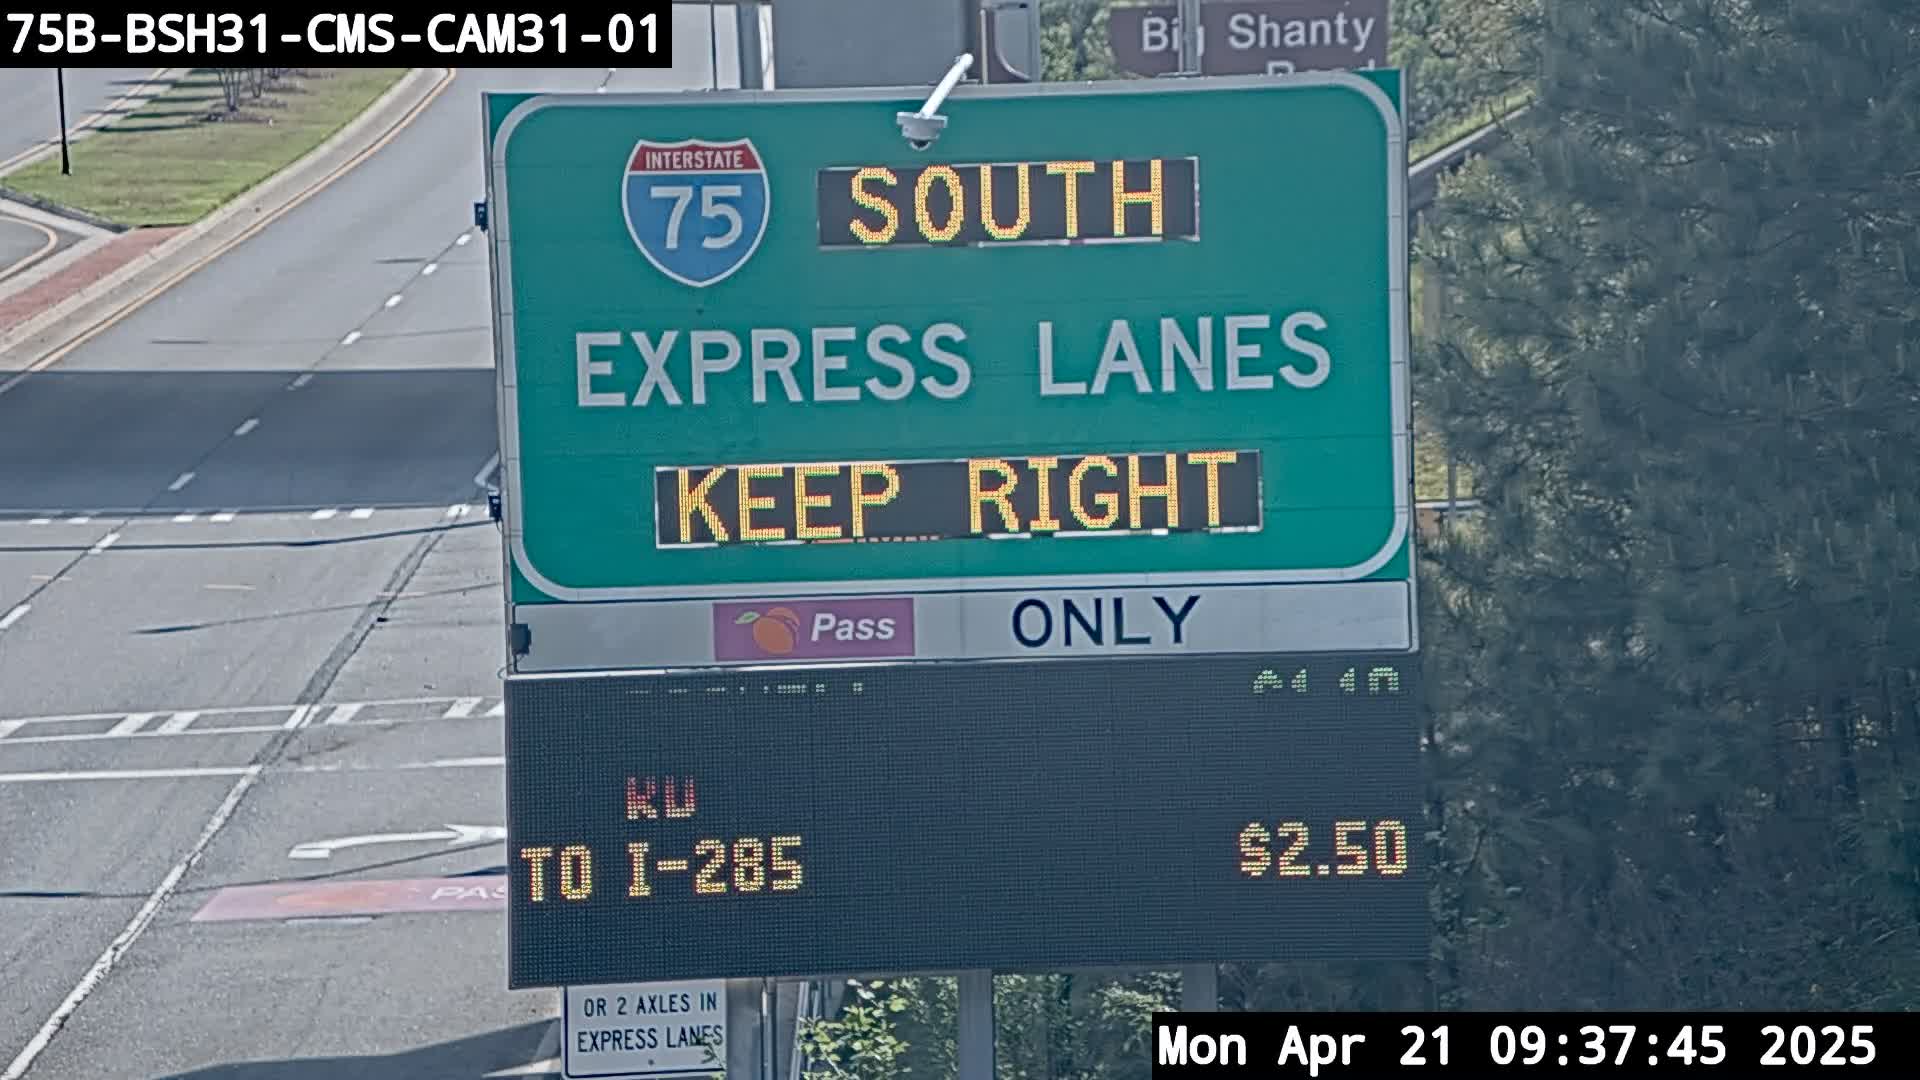 75B-BSH31-CMS-CAM31-01
Big Shanty
INTERSTATE
75
SOUTH
EXPRESS LANES
KEEP RIGHT
Pass ONLY
TO I-285 $2.50
OR 2 AXLES IN
EXPRESS LANES
Mon Apr 21 09:37:45 2025